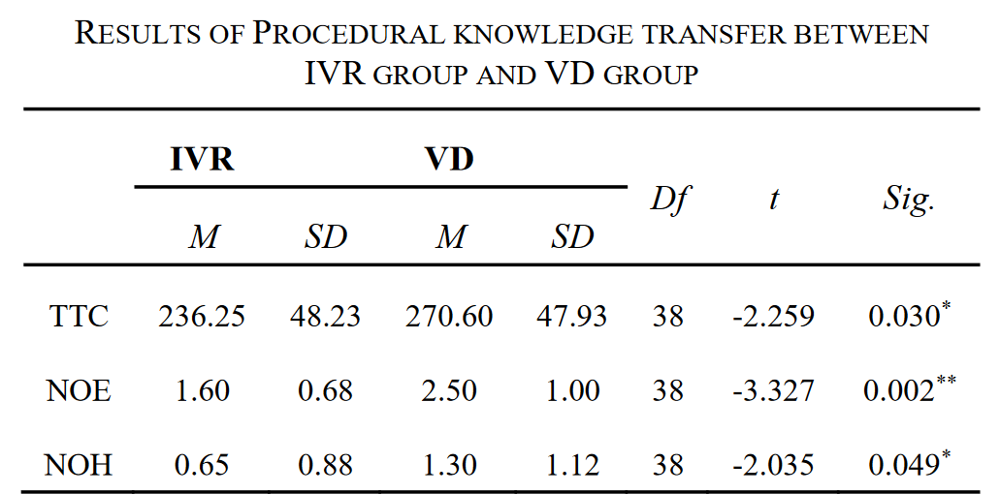 RESULTS OF PROCEDURAL KNOWLEDGE TRANSFER BETWEEN
IVR GROUP AND VD GROUP
IVR VD Df t Sig.
M SD M SD
TTC 236.25 48.23 270.60 47.93 38 -2.259 0.030*
NOE 1.60 0.68 2.50 1.00 38 -3.327 0.002**
NOH 0.65 0.88 1.30 1.12 38 -2.035 0.049*